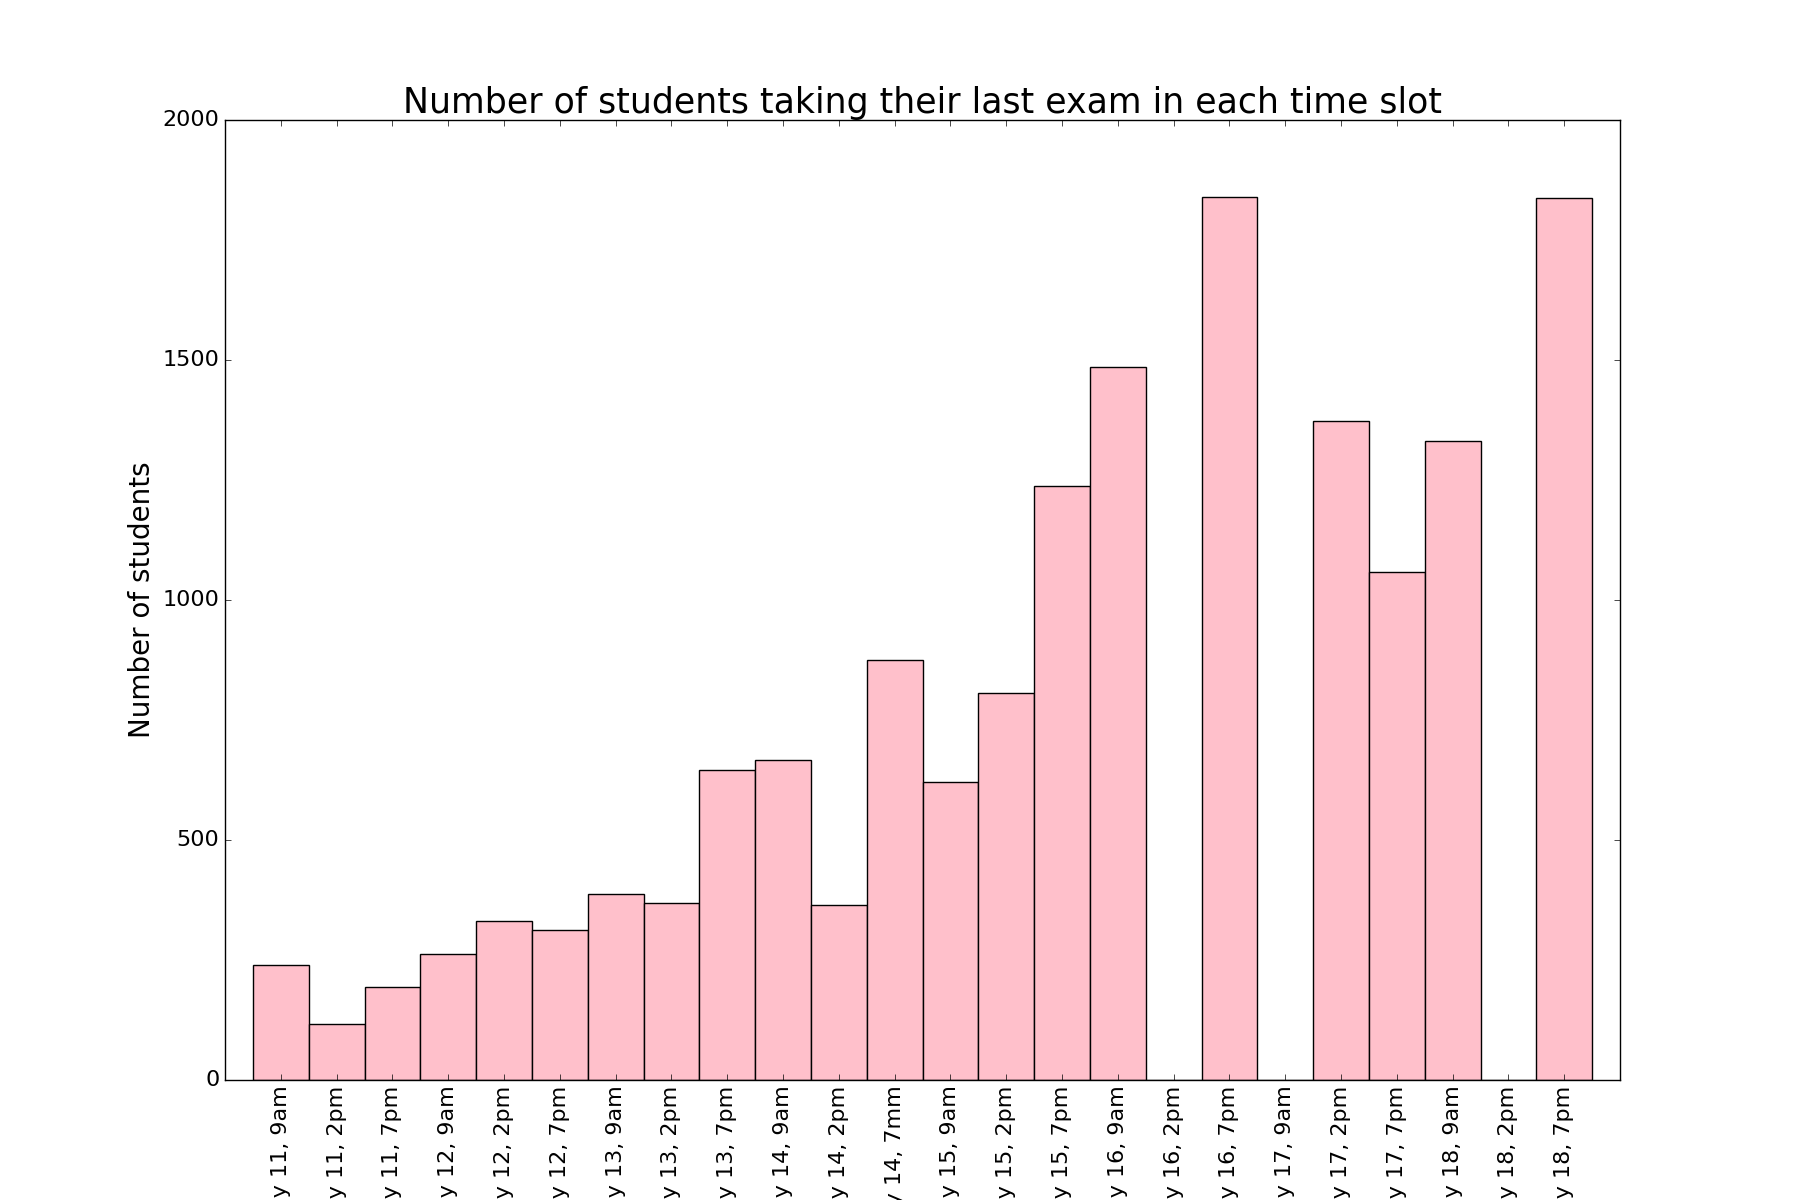 Number of students taking their last exam in each time slot
Number of students
2000
1500
1000
500
0
y 11, 9am
y 11, 2pm
y 11, 7pm
y 12, 9am
y 12, 2pm
y 12, 7pm
y 13, 9am
y 13, 2pm
y 13, 7pm
y 14, 9am
y 14, 2pm
y 14, 7mm
y 15, 9am
y 15, 2pm
y 15, 7pm
y 16, 9am
y 16, 2pm
y 16, 7pm
y 17, 9am
y 17, 2pm
y 17, 7pm
y 18, 9am
y 18, 2pm
y 18, 7pm